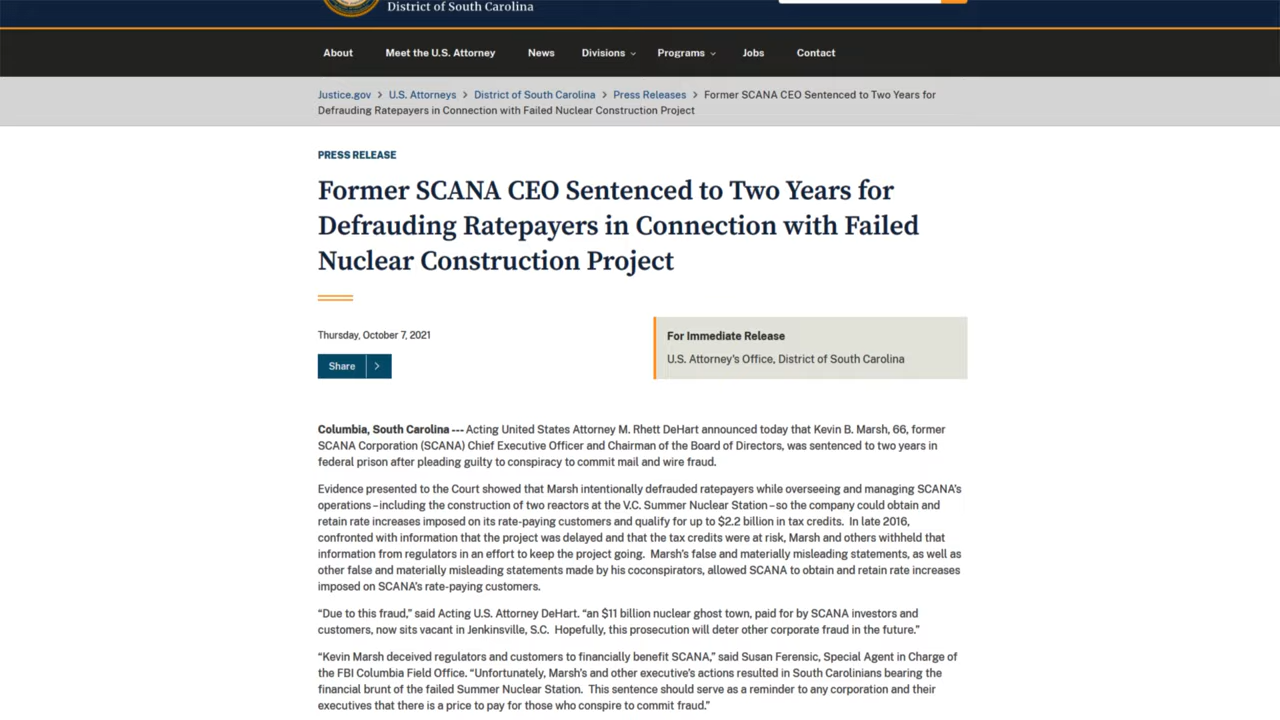 District of South Carolina
About Meet the U.S. Attorney News Divisions Programs Jobs Contact
Justice.gov > U.S. Attorneys > District of South Carolina > Press Releases > Former SCANA CEO Sentenced to Two Years for
Defrauding Ratepayers in Connection with Failed Nuclear Construction Project
PRESS RELEASE
Former SCANA CEO Sentenced to Two Years for
Defrauding Ratepayers in Connection with Failed
Nuclear Construction Project
Thursday, October 7, 2021
Share >
For Immediate Release
U.S. Attorney's Office, District of South Carolina
Columbia, South Carolina --- Acting United States Attorney M. Rhett DeHart announced today that Kevin B. Marsh, 66, former
SCANA Corporation (SCANA) Chief Executive Officer and Chairman of the Board of Directors, was sentenced to two years in
federal prison after pleading guilty to conspiracy to commit mail and wire fraud.
Evidence presented to the Court showed that Marsh intentionally defrauded ratepayers while overseeing and managing SCANA's
operations – including the construction of two reactors at the V.C. Summer Nuclear Station – so the company could obtain and
retain rate increases imposed on its rate-paying customers and qualify for up to $2.2 billion in tax credits. In late 2016,
confronted with information that the project was delayed and that the tax credits were at risk, Marsh and others withheld that
information from regulators in an effort to keep the project going. Marsh's false and materially misleading statements, as well as
other false and materially misleading statements made by his coconspirators, allowed SCANA to obtain and retain rate increases
imposed on SCANA's rate-paying customers.
“Due to this fraud,” said Acting U.S. Attorney DeHart. “an $11 billion nuclear ghost town, paid for by SCANA investors and
customers, now sits vacant in Jenkinsville, S.C. Hopefully, this prosecution will deter other corporate fraud in the future.”
“Kevin Marsh deceived regulators and customers to financially benefit SCANA,” said Susan Ferensic, Special Agent in Charge of
the FBI Columbia Field Office. “Unfortunately, Marsh's and other executive's actions resulted in South Carolinians bearing the
financial brunt of the failed Summer Nuclear Station. This sentence should serve as a reminder to any corporation and their
executives that there is a price to pay for those who conspire to commit fraud.”